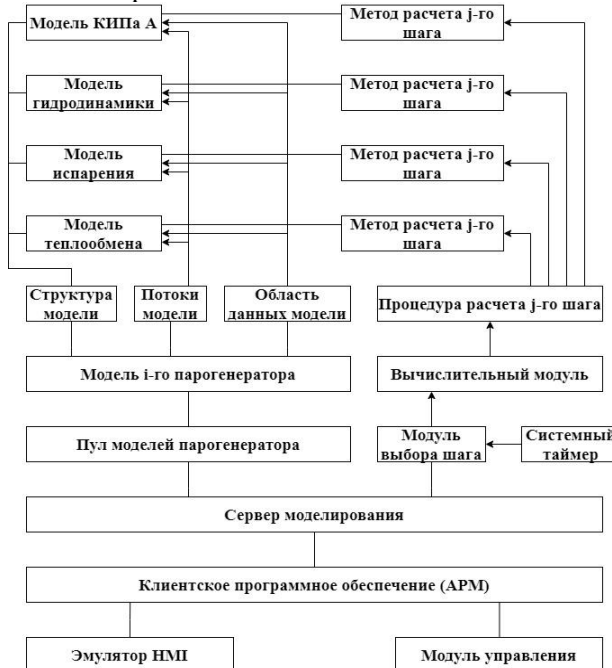 Модель КИПа А
Метод расчета j-го
шага
Модель
гидродинамики
Метод расчета j-го
шага
Модель
испарения
Метод расчета j-го
шага
Модель
теплообмена
Метод расчета j-го
шага
Структура
модели
Потоки
модели
Область
данных модели
Процедура расчета j-го шага
Модель i-го парогенератора
Вычислительный модуль
Пул моделей парогенератора
Модуль
выбора шага
Системный
таймер
Сервер моделирования
Клиентское программное обеспечение (АРМ)
Эмулятор HMI
Модуль управления